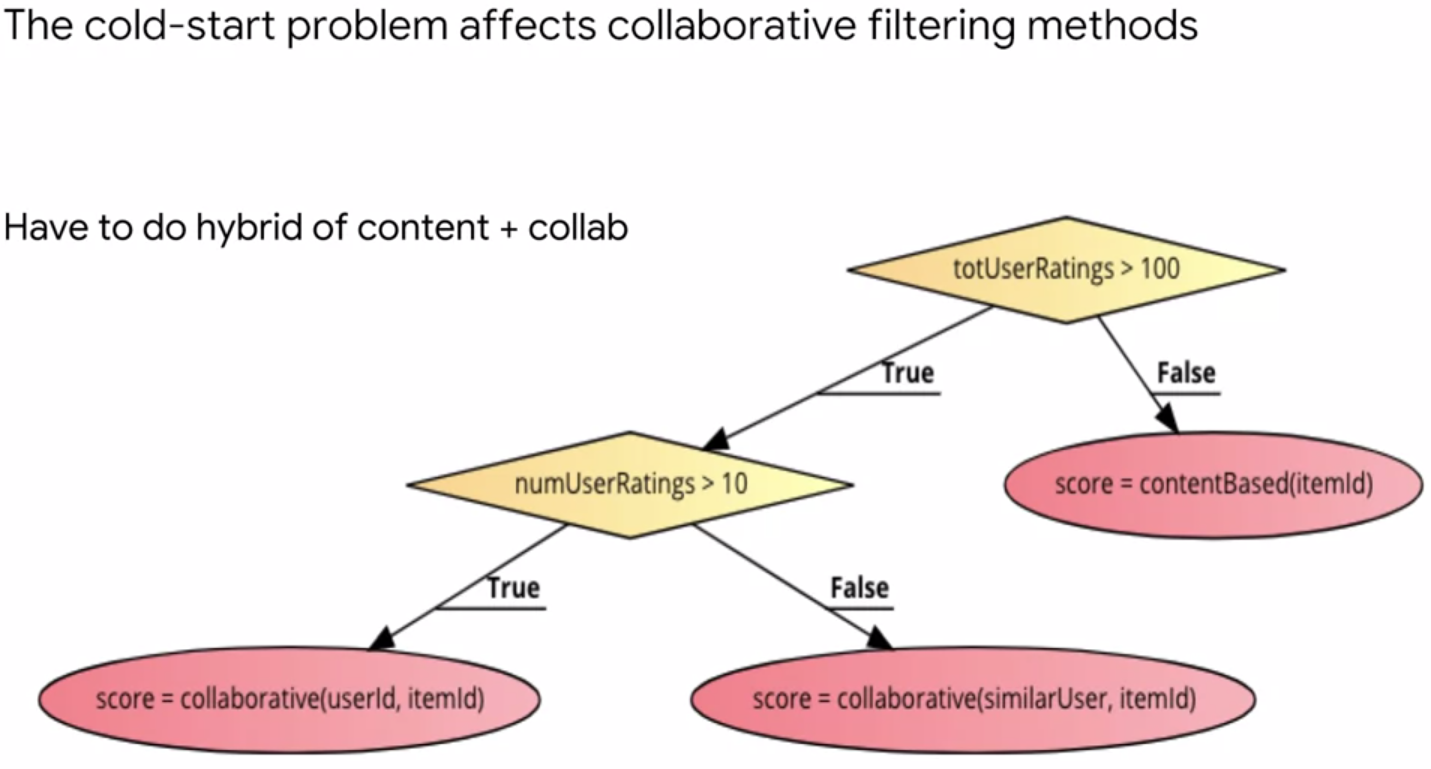 The cold-start problem affects collaborative filtering methods
Have to do hybrid of content + collab
totUserRatings > 100
True
False
numUserRatings > 10
score = contentBased(itemId)
True
False
score = collaborative(userId, itemId)
score = collaborative(similarUser, itemId)